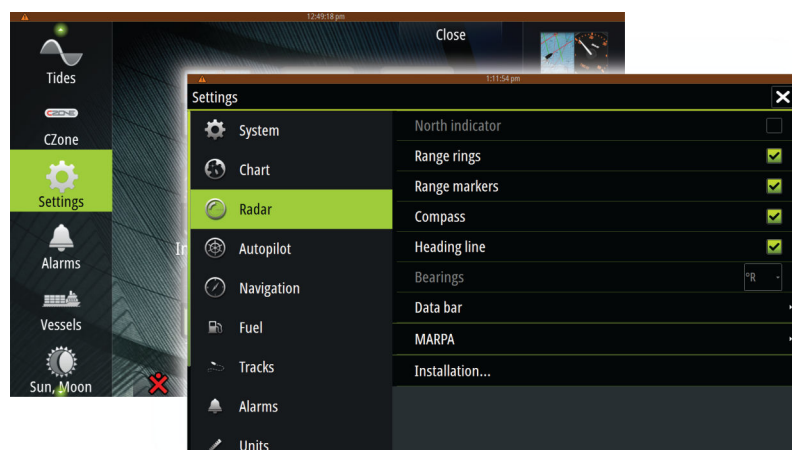 12:49:18 pm
Close
Tides
CZONE
CZone
Settings
Alarms
Vessels
Sun, Moon
1:11:54 pm
Settings
System
Chart
Radar
Autopilot
Navigation
Fuel
Tracks
Alarms
Units
North indicator
Range rings
Range markers
Compass
Heading line
Bearings
°R
Data bar
MARPA
Installation...